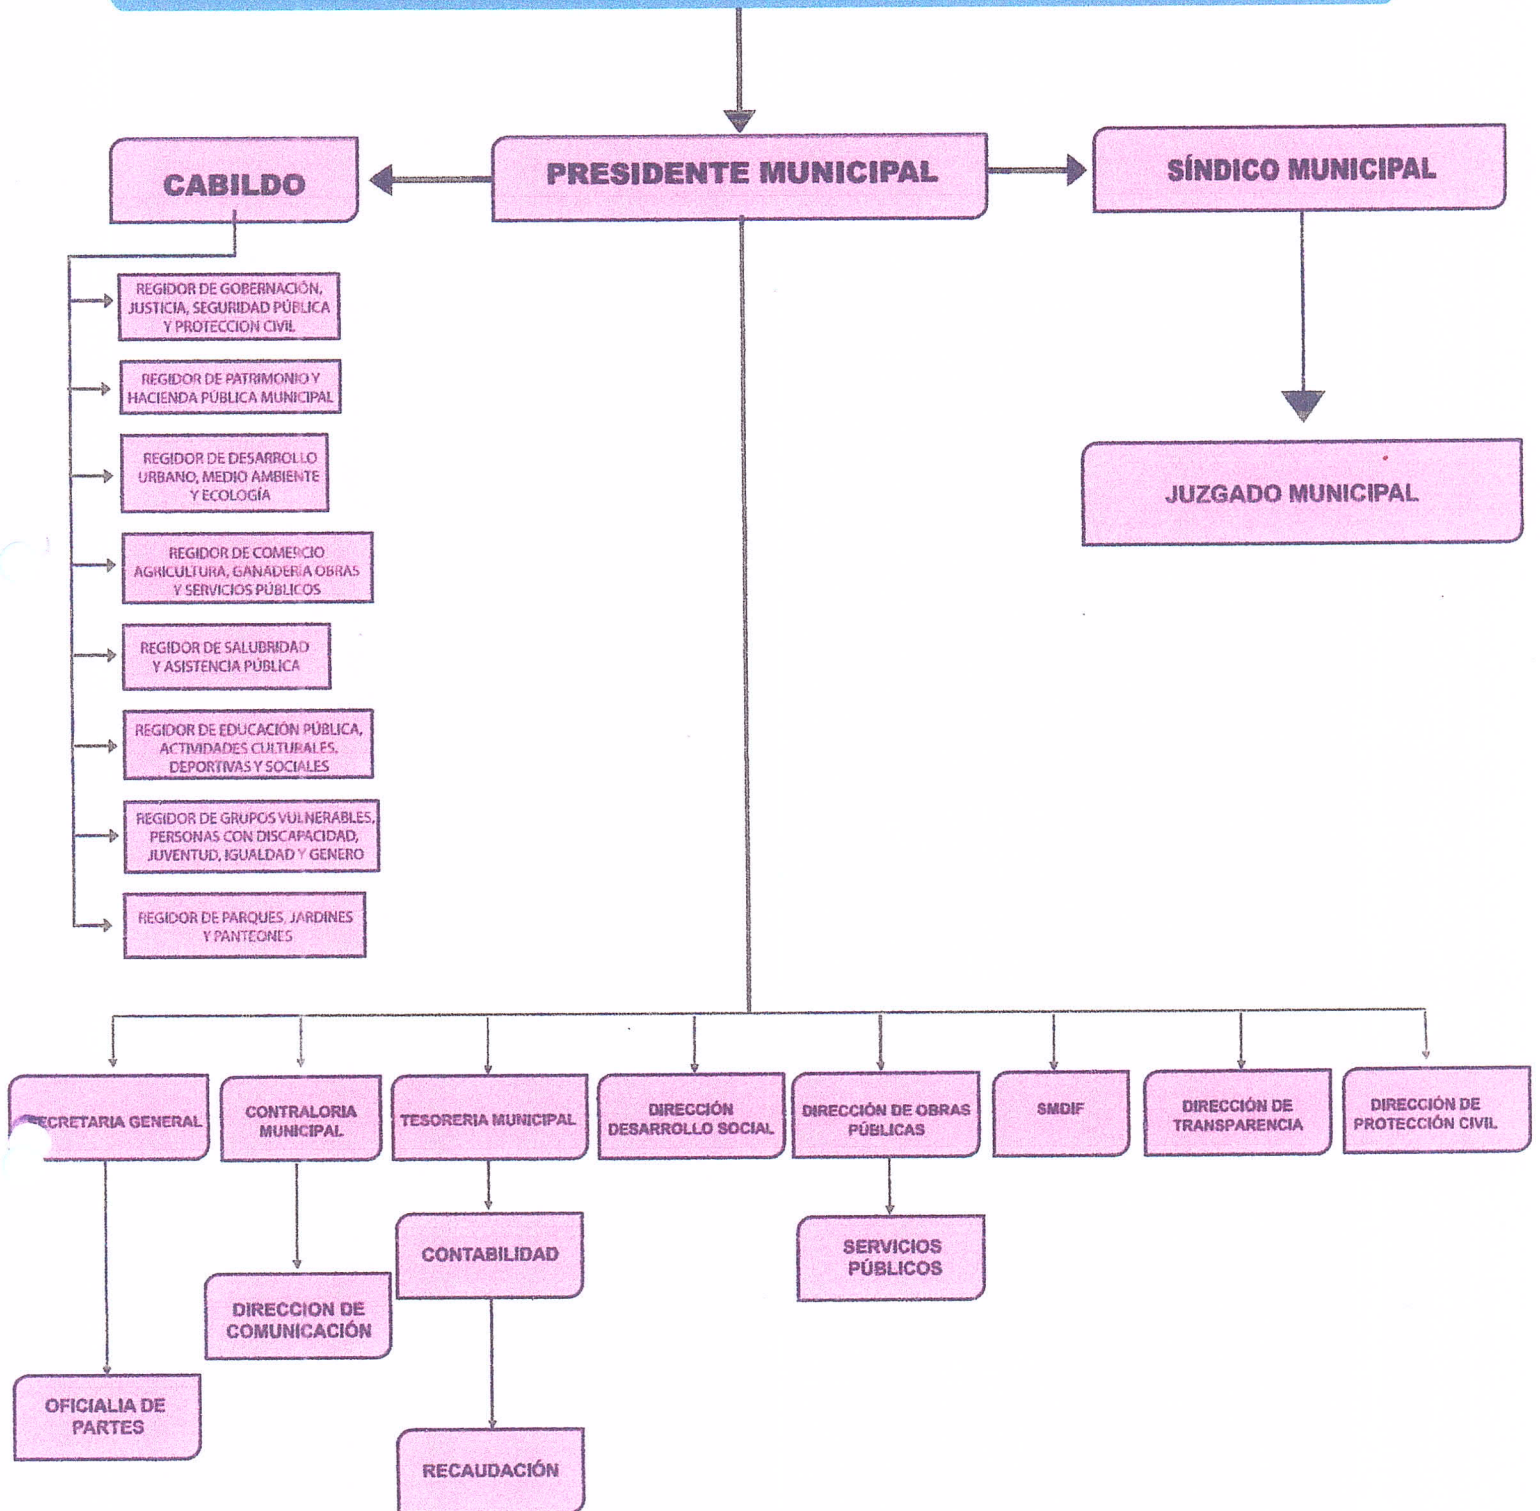 CABILDO
PRESIDENTE MUNICIPAL
SÍNDICO MUNICIPAL
REGIDOR DE GOBERNACIÓN,
JUSTICIA, SEGURIDAD PÚBLICA
Y PROTECCION CIVIL
REGIDOR DE PATRIMONIO Y
HACIENDA PÚBLICA MUNICIPAL
REGIDOR DE DESARROLLO
URBANO, MEDIO AMBIENTE
Y ECOLOGÍA
REGIDOR DE COMERCIO
AGRICULTURA, GANADERÍA OBRAS
Y SERVICIOS PÚBLICOS
REGIDOR DE SALUBRIDAD
Y ASISTENCIA PÚBLICA
REGIDOR DE EDUCACIÓN PÚBLICA,
ACTIVIDADES CULTURALES,
DEPORTIVAS Y SOCIALES
REGIDOR DE GRUPOS VULNERABLES,
PERSONAS CON DISCAPACIDAD,
JUVENTUD, IGUALDAD Y GENERO
REGIDOR DE PARQUES, JARDINES
Y PANTEONES
JUZGADO MUNICIPAL
SECRETARIA GENERAL
CONTRALORIA
MUNICIPAL
TESORERIA MUNICIPAL
DIRECCIÓN
DESARROLLO SOCIAL
DIRECCIÓN DE OBRAS
PÚBLICAS
SMDIF
DIRECCIÓN DE
TRANSPARENCIA
DIRECCIÓN DE
PROTECCIÓN CIVIL
OFICIALIA DE
PARTES
DIRECCION DE
COMUNICACIÓN
CONTABILIDAD
RECAUDACIÓN
SERVICIOS
PÚBLICOS